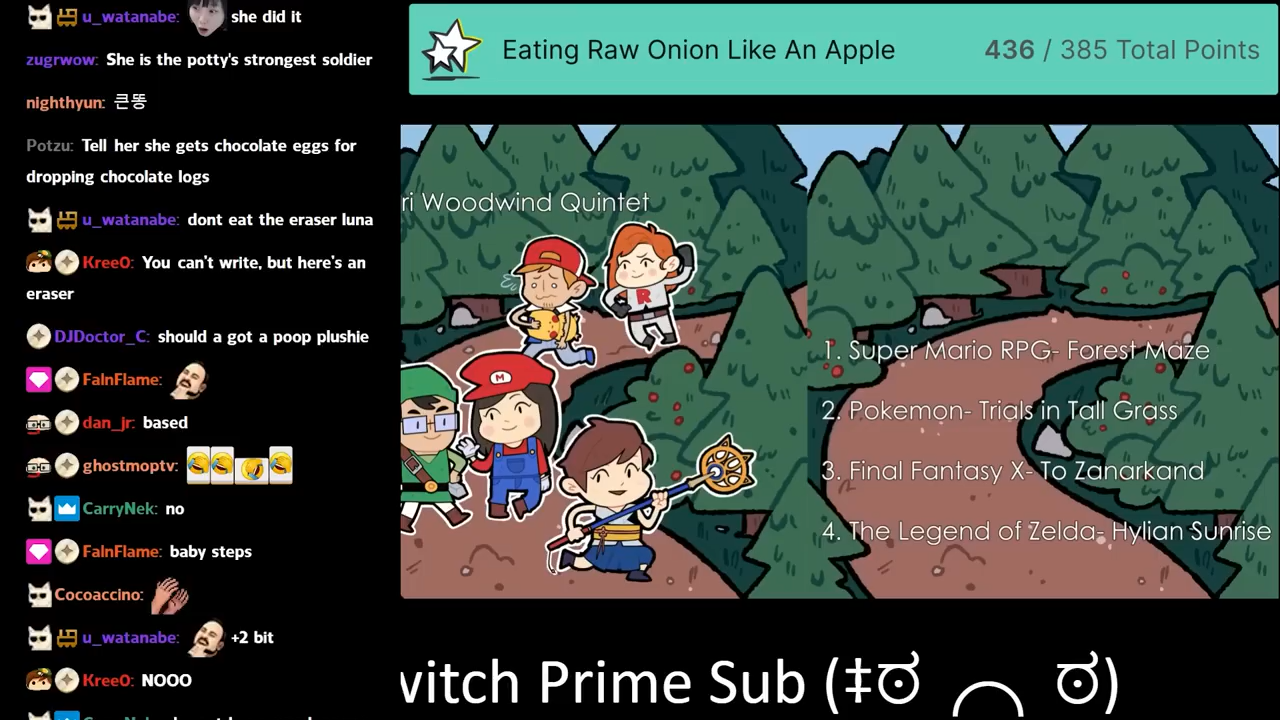 u_watanabe: she did it
zugrwow: She is the potty's strongest soldier
nighthyun: 큰똥
Potzu: Tell her she gets chocolate eggs for
dropping chocolate logs
u_watanabe: dont eat the eraser luna
KreeO: You can't write, but here's an
eraser
DJDoctor_C: should a got a poop plushie
FalnFlame:
dan_jr: based
ghostmoptv:
CarryNek: no
FalnFlame: baby steps
Cocoaccino:
u_watanabe: +2 bit
KreeO: NOOO
Eating Raw Onion Like An Apple 436 / 385 Total Points
ri Woodwind Quintet
R
M
1. Super Mario RPG- Forest Maze
2. Pokemon- Trials in Tall Grass
3. Final Fantasy X- To Zanarkand
4. The Legend of Zelda- Hylian Sunrise
witch Prime Sub (‡ಠ ⁔ ಠ)